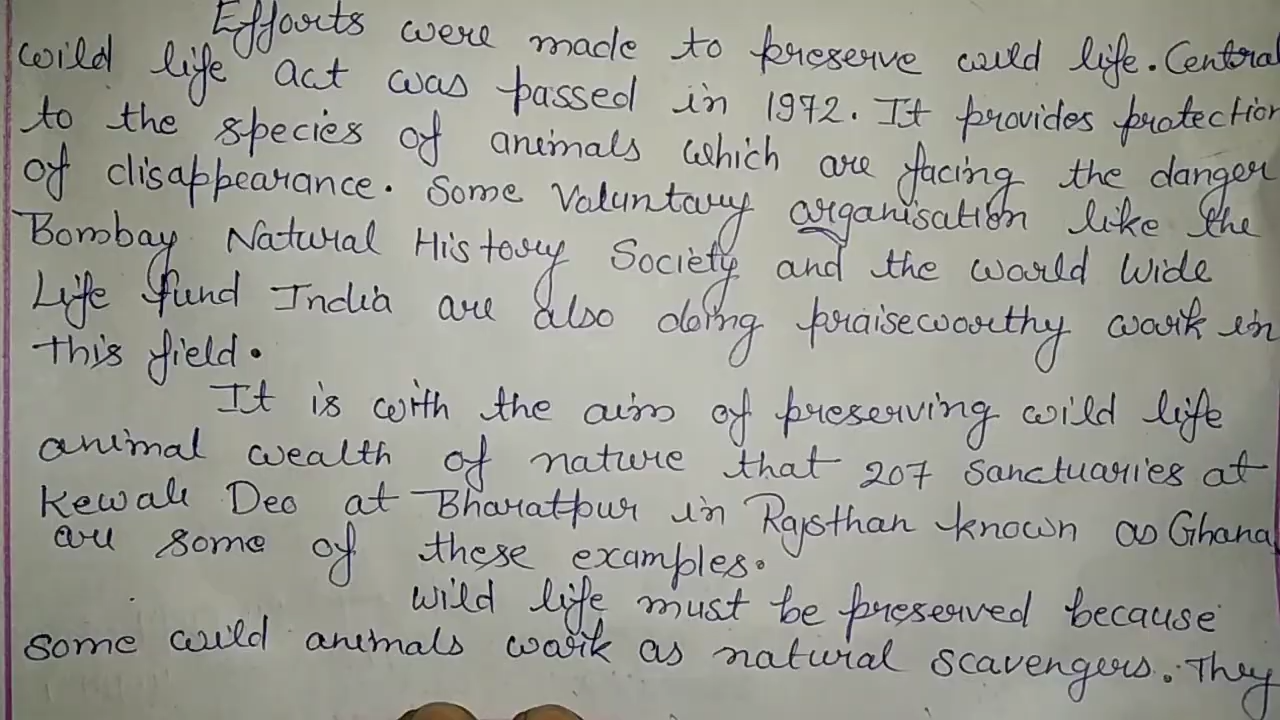 Efforts were made to preserve wild life. Central
wild life act was passed in 1972. It provides protection
to the species of animals which are facing the danger
of disappearance. Some Voluntary organisation like the
Bombay Natural History Society and the world wide
Life fund India are also doing praiseworthy work in
this field.
It is with the aim of preserving wild life
animal wealth of nature that 207 sanctuaries at
Kewali Deo at Bharatpur in Rajsthan known as Ghana
are some of these examples.
Wild life must be preserved because
some wild animals work as natural scavengers. They